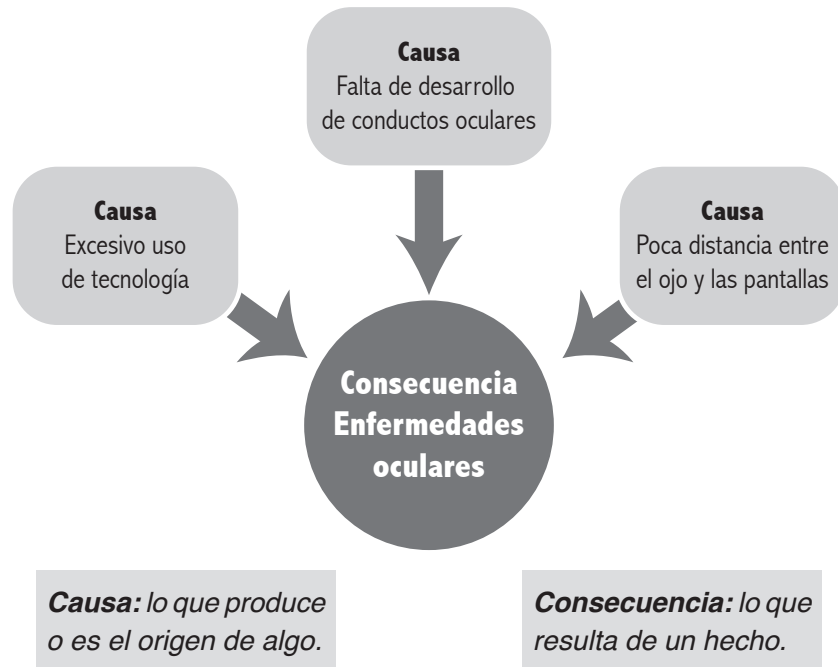 Causa
Falta de desarrollo
de conductos oculares
Causa
Excesivo uso
de tecnología
Causa
Poca distancia entre
el ojo y las pantallas
Consecuencia
Enfermedades
oculares
Causa: lo que produce
o es el origen de algo.
Consecuencia: lo que
resulta de un hecho.